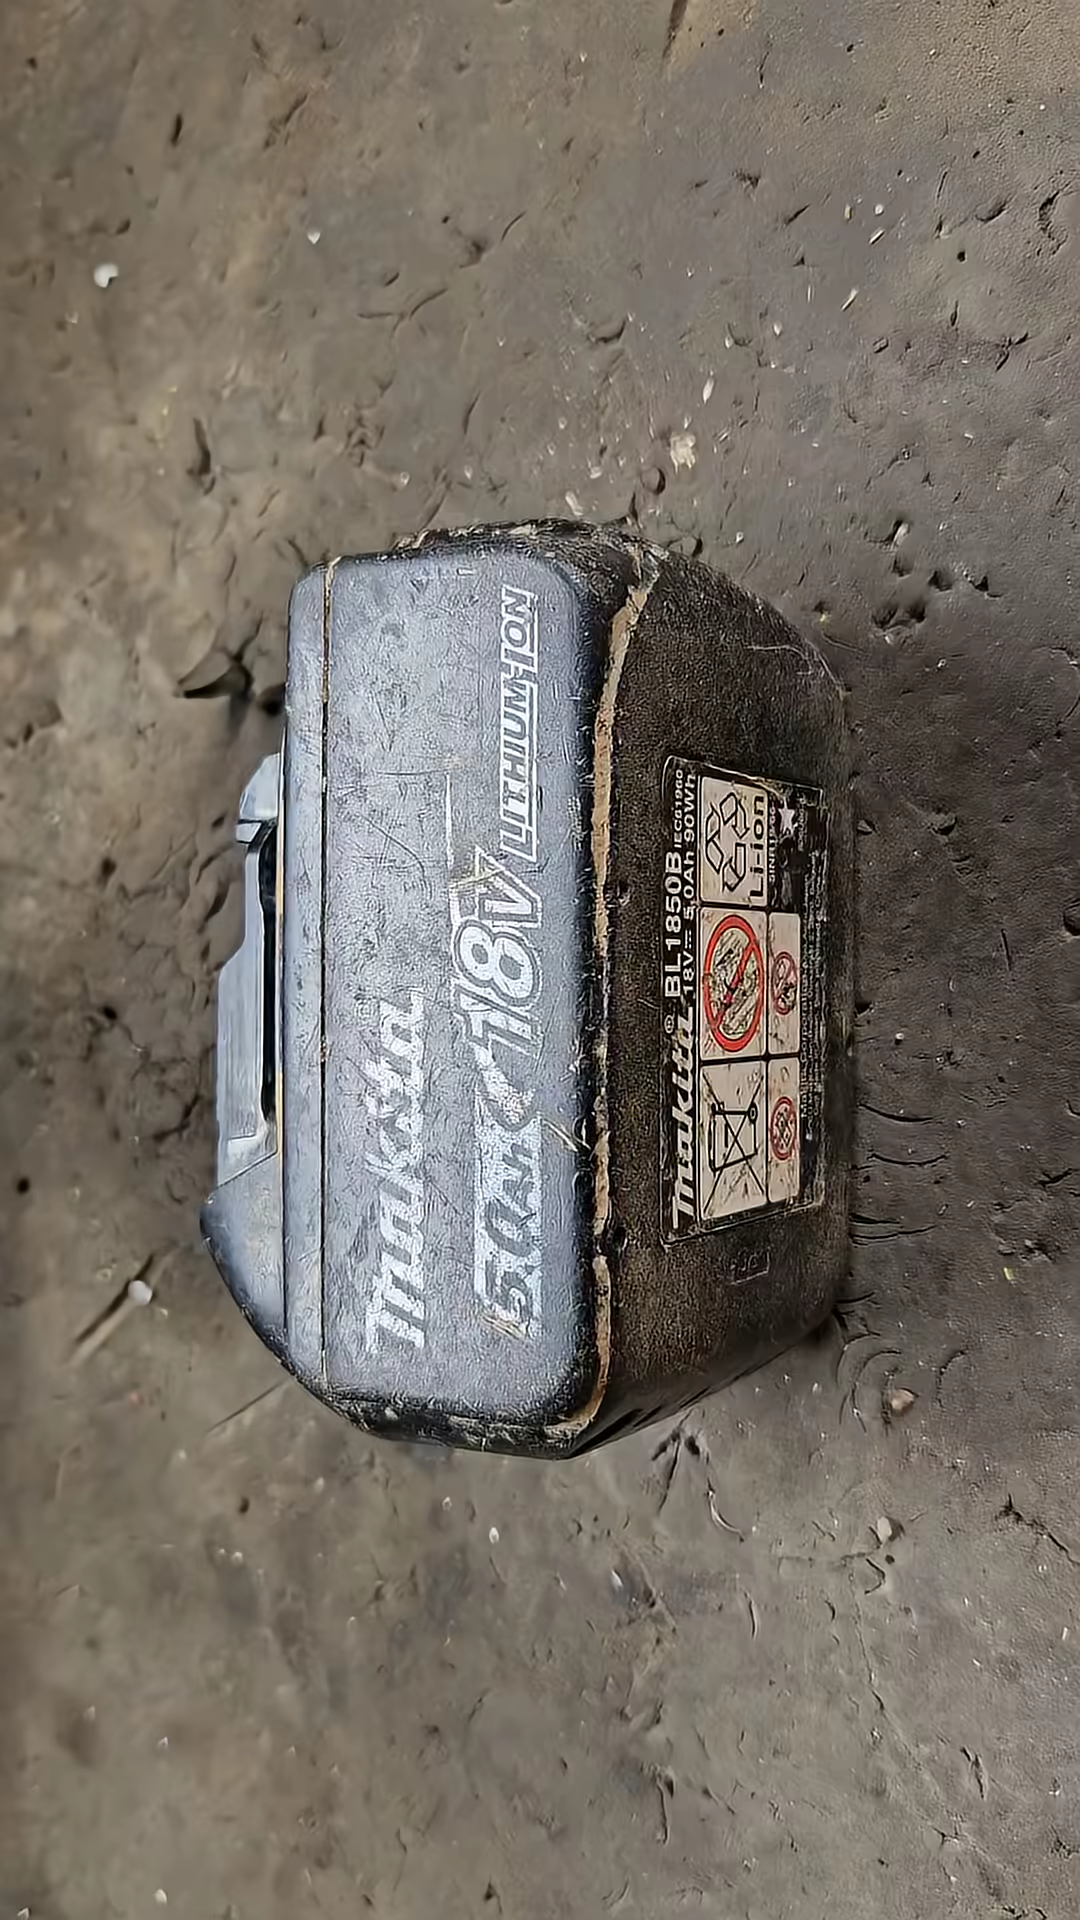 makita
5.0Ah 18V LITHIUM-ION
makita® BL1850B IEC61960
18V⎓ 5.0Ah 90Wh
Li-ion